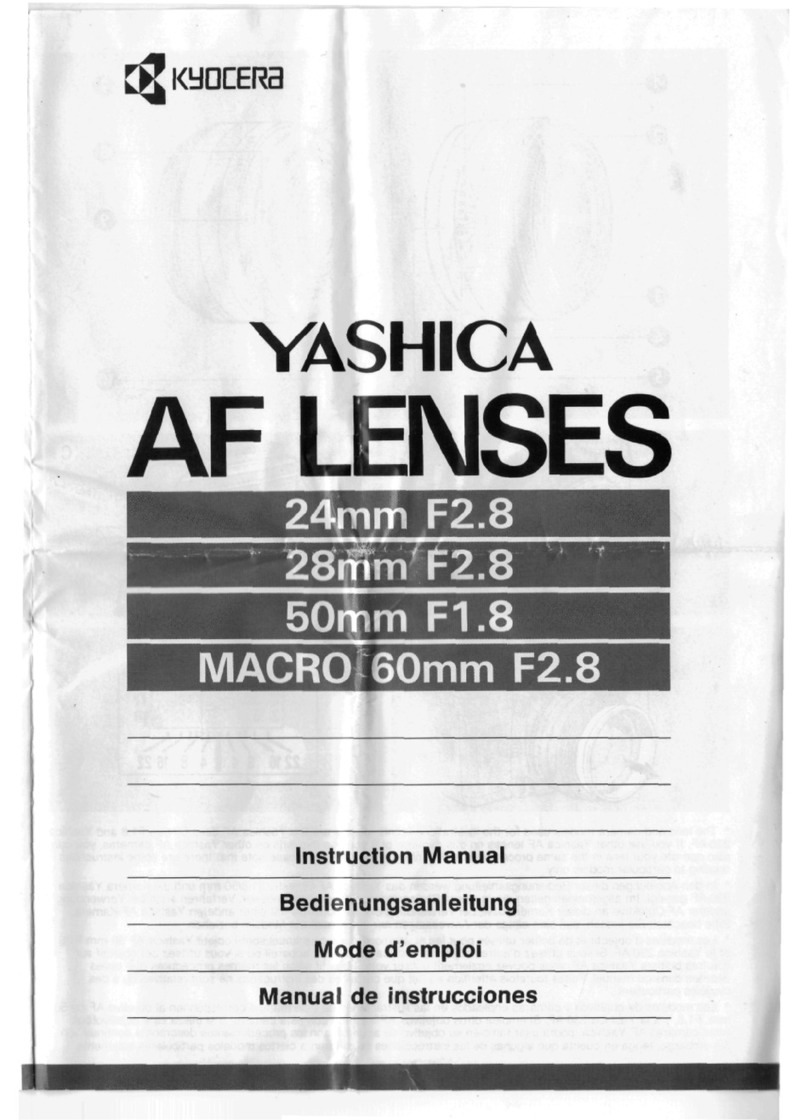 KYOCERA
YASHICA
AF LENSES
24mm F2.8
28mm F2.8
50mm F1.8
MACRO 60mm F2.8
Instruction Manual
Bedienungsanleitung
Mode d'emploi
Manual de instrucciones